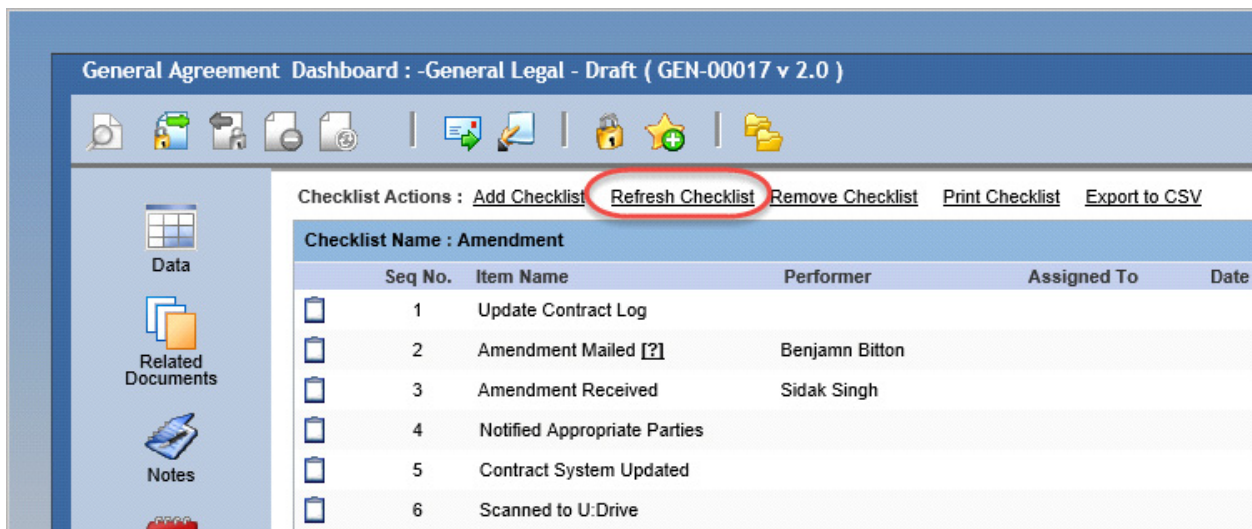 General Agreement Dashboard : -General Legal - Draft ( GEN-00017 v 2.0 )
Checklist Actions : Add Checklist Refresh Checklist Remove Checklist Print Checklist Export to CSV
Checklist Name : Amendment
Seq No. Item Name Performer Assigned To Date
1 Update Contract Log
2 Amendment Mailed [?] Benjamn Bitton
3 Amendment Received Sidak Singh
4 Notified Appropriate Parties
5 Contract System Updated
6 Scanned to U:Drive
Data
Related
Documents
Notes